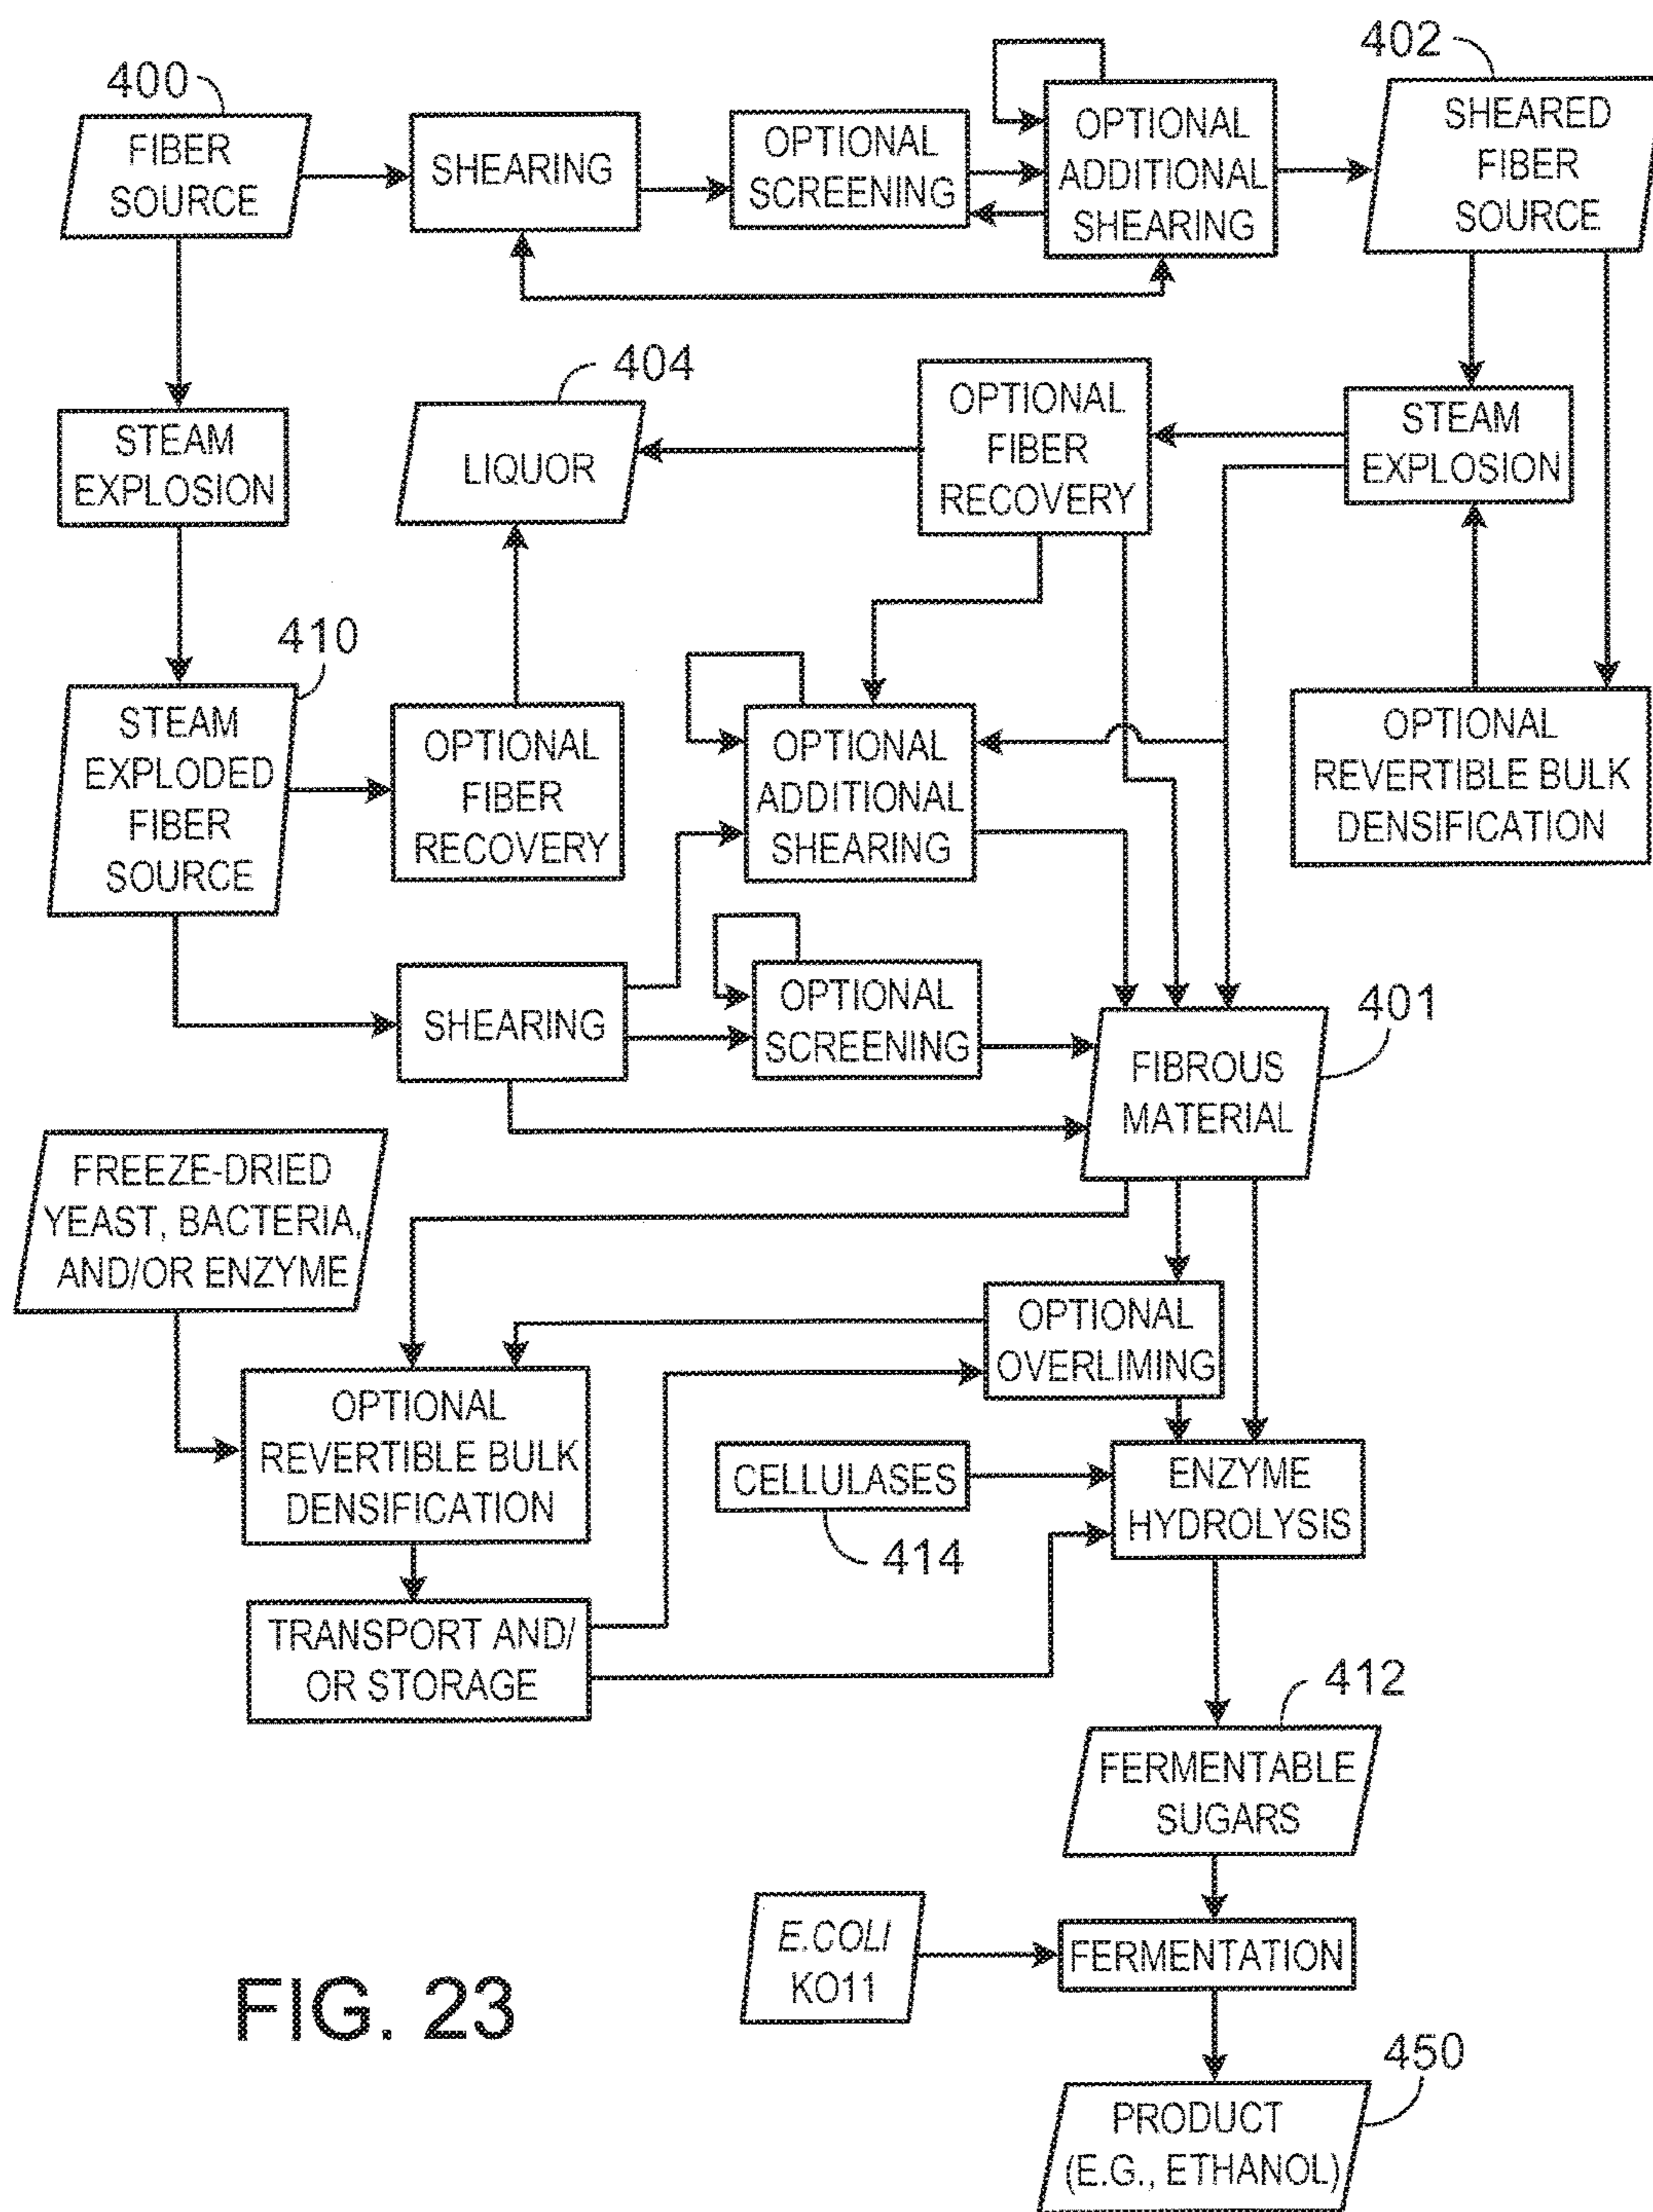 400
FIBER
SOURCE
SHEARING
OPTIONAL
SCREENING
OPTIONAL
ADDITIONAL
SHEARING
402
SHEARED
FIBER
SOURCE
STEAM
EXPLOSION
404
LIQUOR
OPTIONAL
FIBER
RECOVERY
STEAM
EXPLOSION
410
STEAM
EXPLODED
FIBER
SOURCE
OPTIONAL
FIBER
RECOVERY
OPTIONAL
ADDITIONAL
SHEARING
OPTIONAL
REVERTIBLE BULK
DENSIFICATION
SHEARING
OPTIONAL
SCREENING
401
FIBROUS
MATERIAL
FREEZE-DRIED
YEAST, BACTERIA,
AND/OR ENZYME
OPTIONAL
OVERLIMING
OPTIONAL
REVERTIBLE BULK
DENSIFICATION
CELLULASES
414
ENZYME
HYDROLYSIS
TRANSPORT AND/
OR STORAGE
412
FERMENTABLE
SUGARS
E.COLI
KO11
FERMENTATION
FIG. 23
450
PRODUCT
(E.G., ETHANOL)